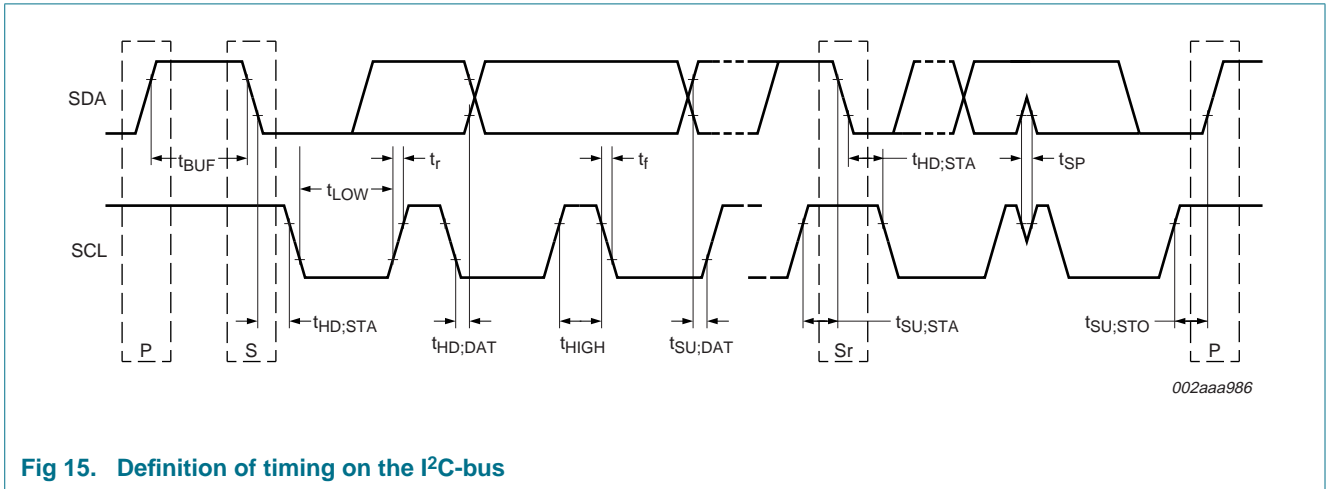 SDA
tBUF
tLOW
tr
tf
tHD;STA
tSP
SCL
tHD;STA
tHD;DAT
tHIGH
tSU;DAT
tSU;STA
tSU;STO
P
S
Sr
P
002aaa986
Fig 15. Definition of timing on the I²C-bus